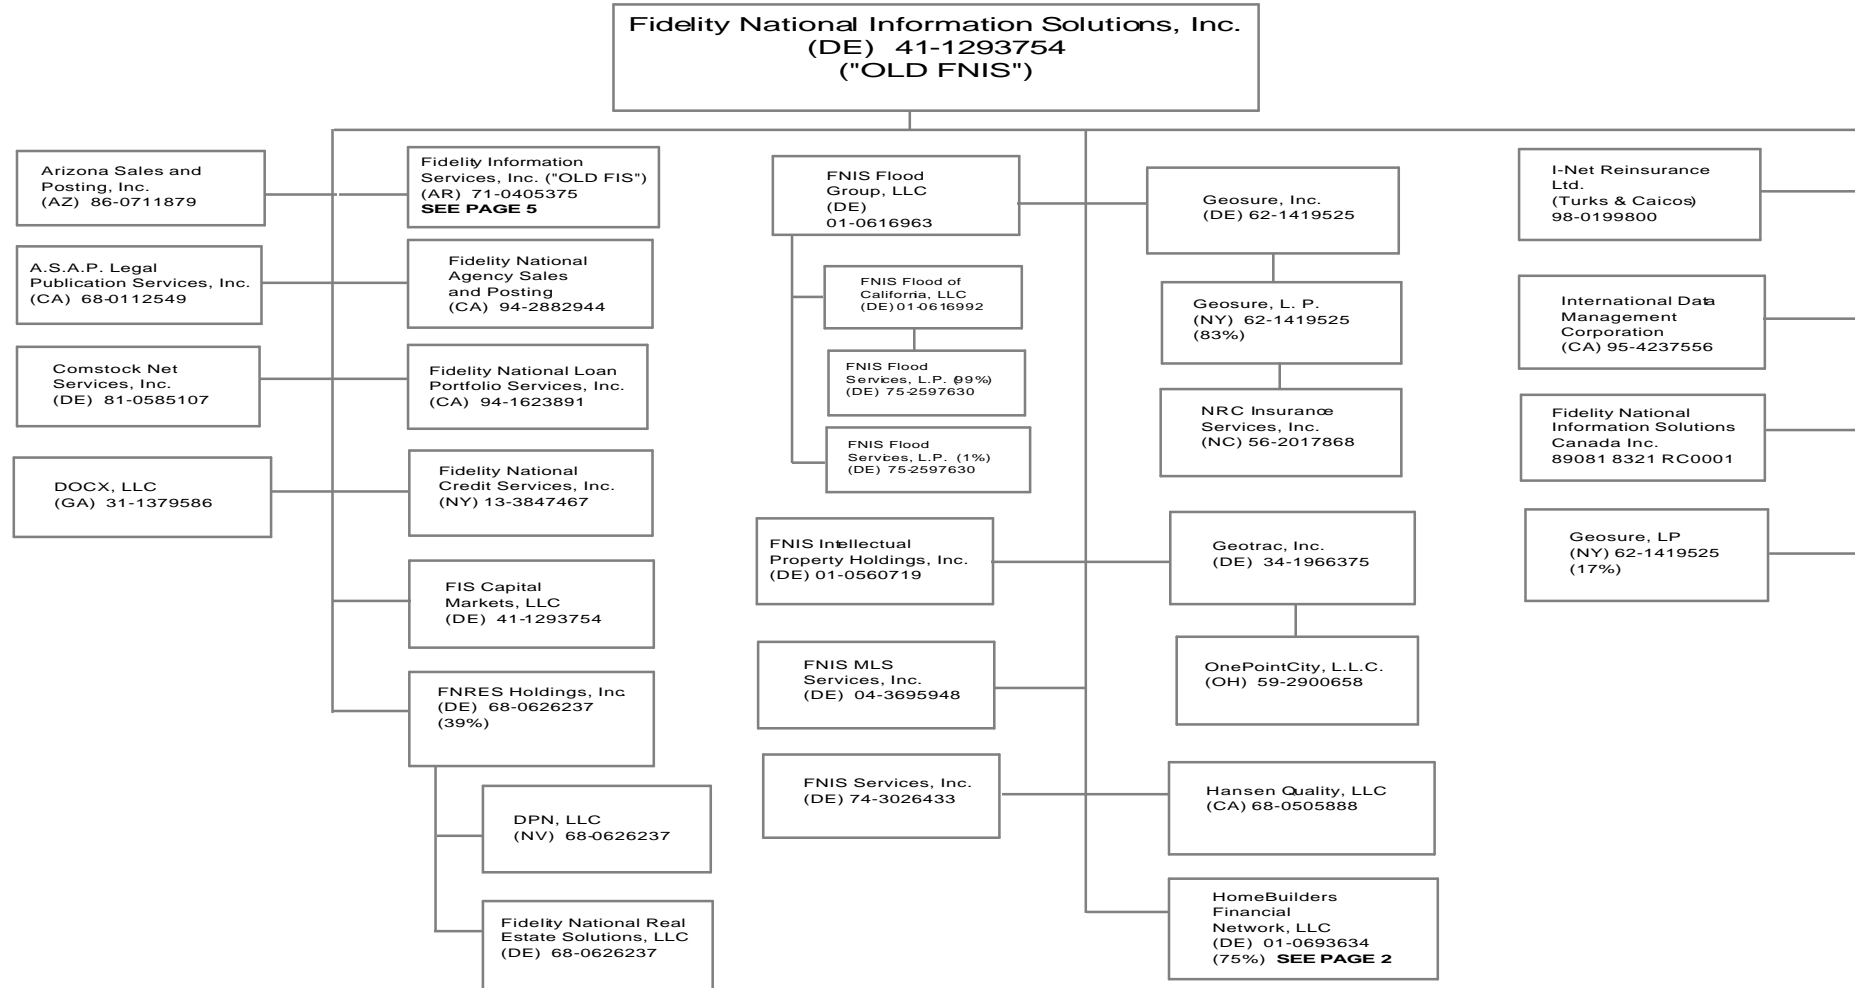 Fidelity National Information Solutions, Inc.
(DE) 41-1293754
("OLD FNIS")
Arizona Sales and
Posting, Inc.
(AZ) 86-0711879
A.S.A.P. Legal
Publication Services, Inc.
(CA) 68-0112549
Comstock Net
Services, Inc.
(DE) 81-0585107
DOCX, LLC
(GA) 31-1379586
Fidelity Information
Services, Inc. ("OLD FIS")
(AR) 71-0405375
SEE PAGE 5
Fidelity National
Agency Sales
and Posting
(CA) 94-2882944
Fidelity National Loan
Portfolio Services, Inc.
(CA) 94-1623891
Fidelity National
Credit Services, Inc.
(NY) 13-3847467
FIS Capital
Markets, LLC
(DE) 41-1293754
FNRES Holdings, Inc
(DE) 68-0626237
(39%)
DPN, LLC
(NV) 68-0626237
Fidelity National Real
Estate Solutions, LLC
(DE) 68-0626237
FNIS Flood
Group, LLC
(DE)
01-0616963
FNIS Flood of
California, LLC
(DE) 01-0616992
FNIS Flood
Services, L.P. (99%)
(DE) 75-2597630
FNIS Flood
Services, L.P. (1%)
(DE) 75-2597630
FNIS Intellectual
Property Holdings, Inc.
(DE) 01-0560719
FNIS MLS
Services, Inc.
(DE) 04-3695948
FNIS Services, Inc.
(DE) 74-3026433
Geosure, Inc.
(DE) 62-1419525
Geosure, L. P.
(NY) 62-1419525
(83%)
NRC Insurance
Services, Inc.
(NC) 56-2017868
Geotrac, Inc.
(DE) 34-1966375
OnePointCity, L.L.C.
(OH) 59-2900658
Hansen Quality, LLC
(CA) 68-0505888
HomeBuilders
Financial
Network, LLC
(DE) 01-0693634
(75%) SEE PAGE 2
I-Net Reinsurance
Ltd.
(Turks & Caicos)
98-0199800
International Data
Management
Corporation
(CA) 95-4237556
Fidelity National
Information Solutions
Canada Inc.
89081 8321 RC0001
Geosure, LP
(NY) 62-1419525
(17%)